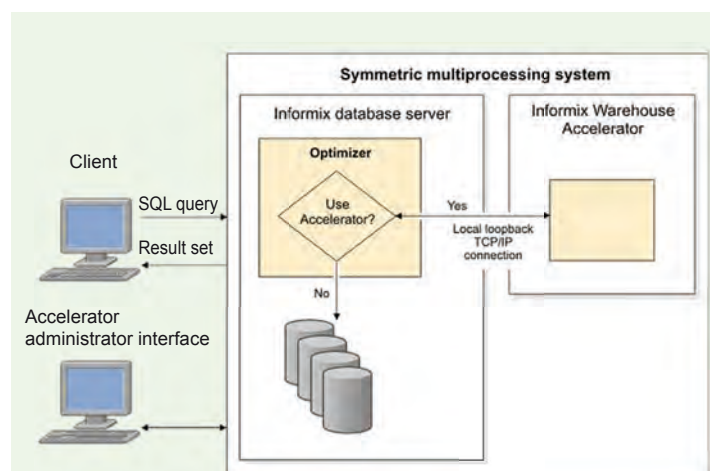 Symmetric multiprocessing system
Informix database server
Informix Warehouse
Accelerator
Optimizer
Client
SQL query
Use
Accelerator?
Yes
Local loopback
TCP/IP
connection
Result set
No
Accelerator
administrator interface